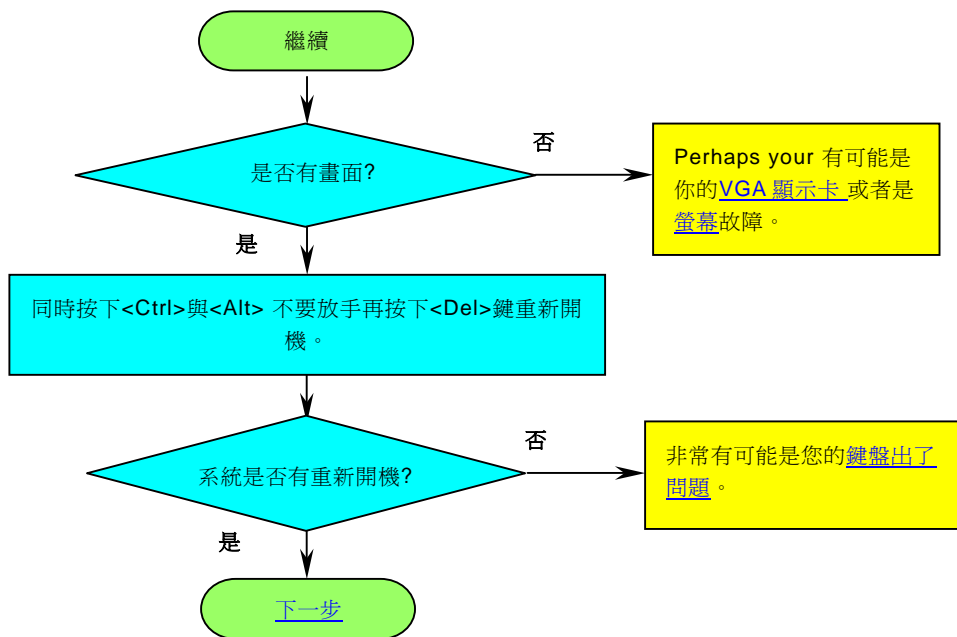 繼續
是否有畫面?
否
Perhaps your 有可能是
你的VGA 顯示卡 或者是
螢幕故障。
是
同時按下<Ctrl>與<Alt> 不要放手再按下<Del>鍵重新開
機。
系統是否有重新開機?
否
非常有可能是您的鍵盤出了
問題。
是
下一步